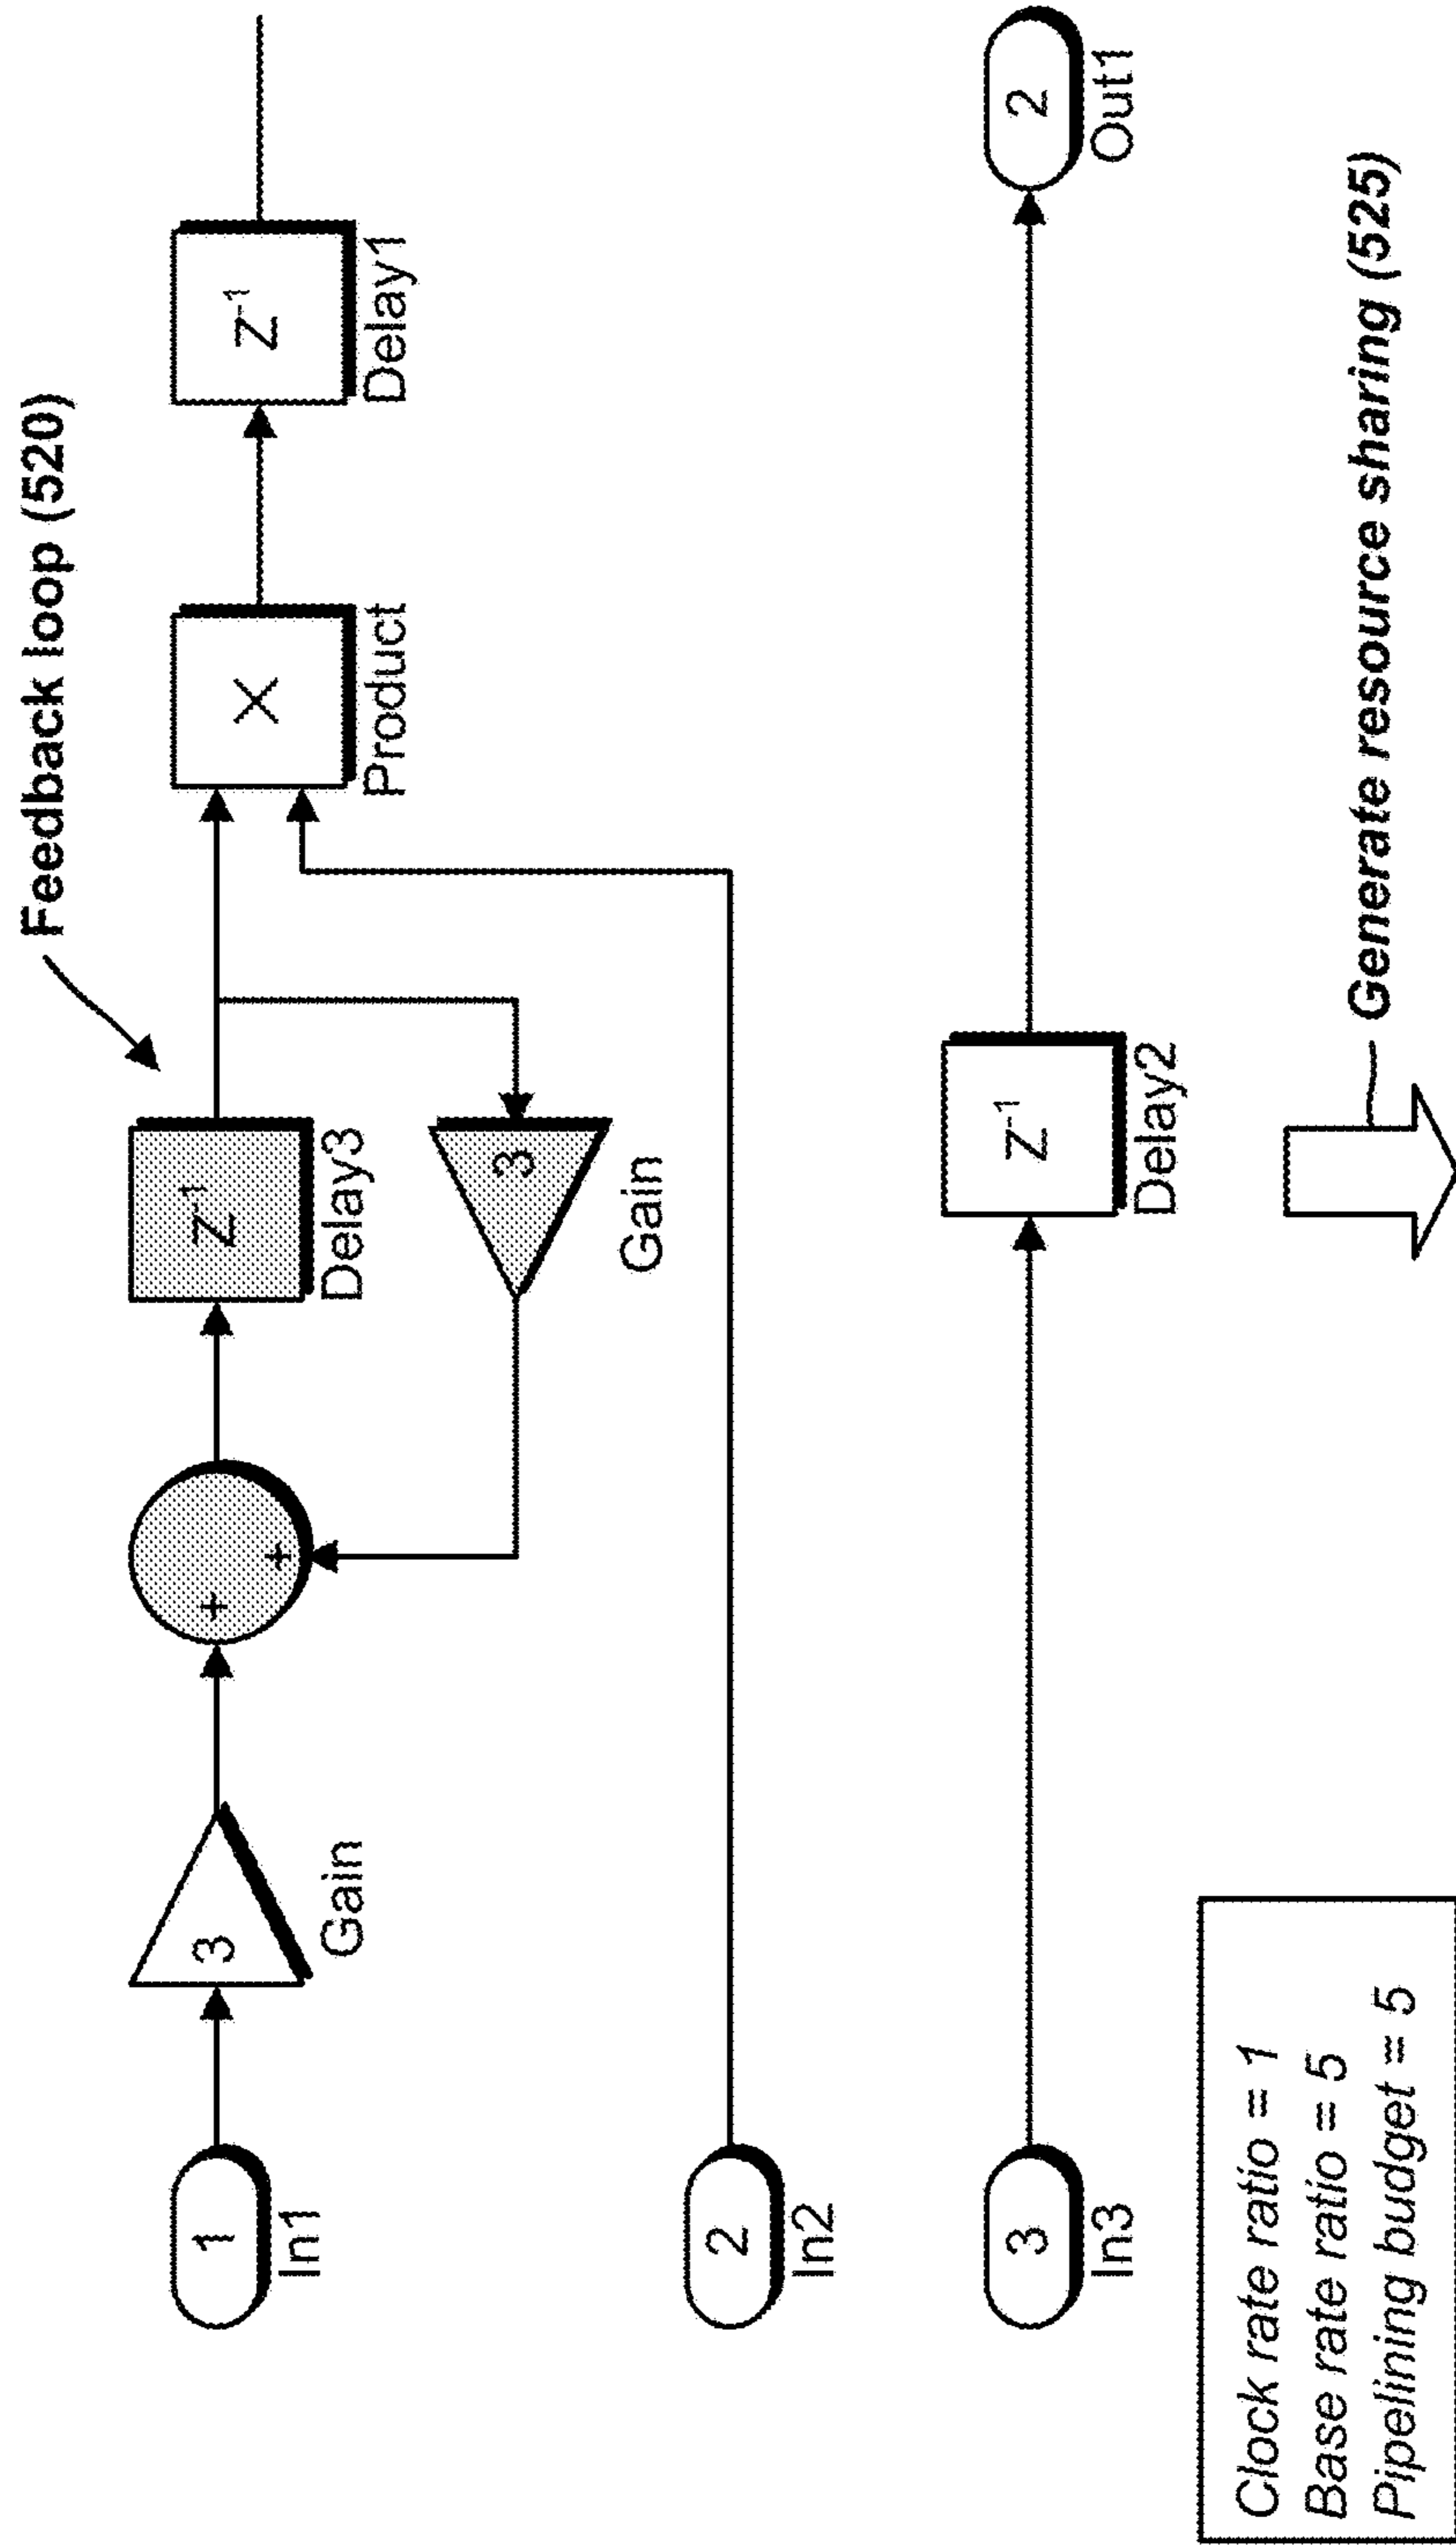 Feedback loop (520)
1
In1
3
Gain
+
+
Z-1
Delay3
3
Gain
X
Product
Z-1
Delay1
2
In2
3
In3
Z-1
Delay2
2
Out1
Clock rate ratio = 1
Base rate ratio = 5
Pipelining budget = 5
Generate resource sharing (525)